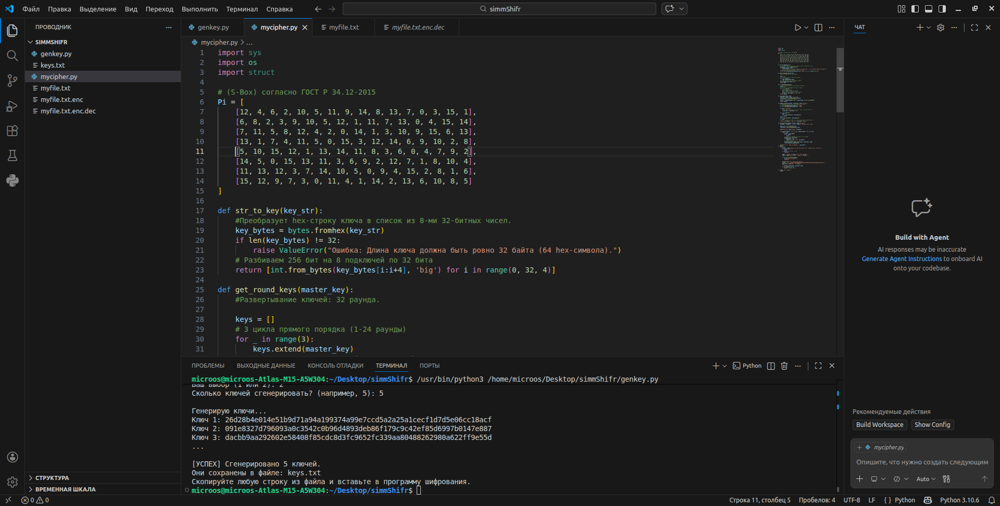 Файл Правка Выделение Вид Переход Выполнить Терминал Справка
simmShifr
ПРОВОДНИК
SIMMSHIFR
genkey.py
keys.txt
mycipher.py
myfile.txt
myfile.txt.enc
myfile.txt.enc.dec
СТРУКТУРА
ВРЕМЕННАЯ ШКАЛА
genkey.py mycipher.py myfile.txt myfile.txt.enc.dec
mycipher.py > ...
1 import sys
2 import os
3 import struct
4
5 # (S-Box) согласно ГОСТ Р 34.12-2015
6 Pi = [
7 [12, 4, 6, 2, 10, 5, 11, 9, 14, 8, 13, 7, 0, 3, 15, 1],
8 [6, 8, 2, 3, 9, 10, 5, 12, 1, 11, 7, 13, 0, 4, 15, 14],
9 [7, 11, 5, 8, 12, 4, 2, 0, 14, 1, 3, 10, 9, 15, 6, 13],
10 [13, 1, 7, 4, 11, 5, 0, 15, 3, 12, 14, 6, 9, 10, 2, 8],
11 [5, 10, 15, 12, 1, 13, 14, 11, 8, 3, 6, 0, 4, 7, 9, 2],
12 [14, 5, 0, 15, 13, 11, 3, 6, 9, 2, 12, 7, 1, 8, 10, 4],
13 [11, 13, 12, 3, 7, 14, 10, 5, 0, 9, 4, 15, 2, 8, 1, 6],
14 [15, 12, 9, 7, 3, 0, 11, 4, 1, 14, 2, 13, 6, 10, 8, 5]
15 ]
16
17 def str_to_key(key_str):
18 #Преобразует hex-строку ключа в список из 8-ми 32-битных чисел.
19 key_bytes = bytes.fromhex(key_str)
20 if len(key_bytes) != 32:
21 raise ValueError("Ошибка: Длина ключа должна быть ровно 32 байта (64 hex-символа).")
22 # Разбиваем 256 бит на 8 подключей по 32 бита
23 return [int.from_bytes(key_bytes[i:i+4], 'big') for i in range(0, 32, 4)]
24
25 def get_round_keys(master_key):
26 #Развертывание ключей: 32 раунда.
27
28 keys = []
29 # 3 цикла прямого порядка (1-24 раунды)
30 for _ in range(3):
31 keys.extend(master_key)
ПРОБЛЕМЫ ВЫХОДНЫЕ ДАННЫЕ КОНСОЛЬ ОТЛАДКИ ТЕРМИНАЛ ПОРТЫ
Python
microos@microos-Atlas-M15-A5W304:~/Desktop/simmShifr$ /usr/bin/python3 /home/microos/Desktop/simmShifr/genkey.py
Ваш выбор (1 или 2): 2
Сколько ключей сгенерировать? (например, 5): 5
Генерирую ключи...
Ключ 1: 26d28b4e014e51b9d71a94a199374a99e7ccd5a2a25a1cecf1d7d5e06cc18acf
Ключ 2: 091e8327d796093a0c3542c0b96d4893deb86f179c9c42ef85d6997b0147e887
Ключ 3: dacbb9aa292602e58408f85cdc8d3fc9652fc339aa80488262980a622ff9e55d
...
[УСПЕХ] Сгенерировано 5 ключей.
Они сохранены в файле: keys.txt
Скопируйте любую строку из файла и вставьте в программу шифрования.
microos@microos-Atlas-M15-A5W304:~/Desktop/simmShifr$
ЧАТ
Build with Agent
AI responses may be inaccurate
Generate Agent Instructions to onboard AI
onto your codebase.
Рекомендуемые действия
Build Workspace Show Config
mycipher.py
Опишите, что нужно создать следующим
Auto
0 0
Строка 11, столбец 5 Пробелов: 4 UTF-8 LF { } Python Python 3.10.6